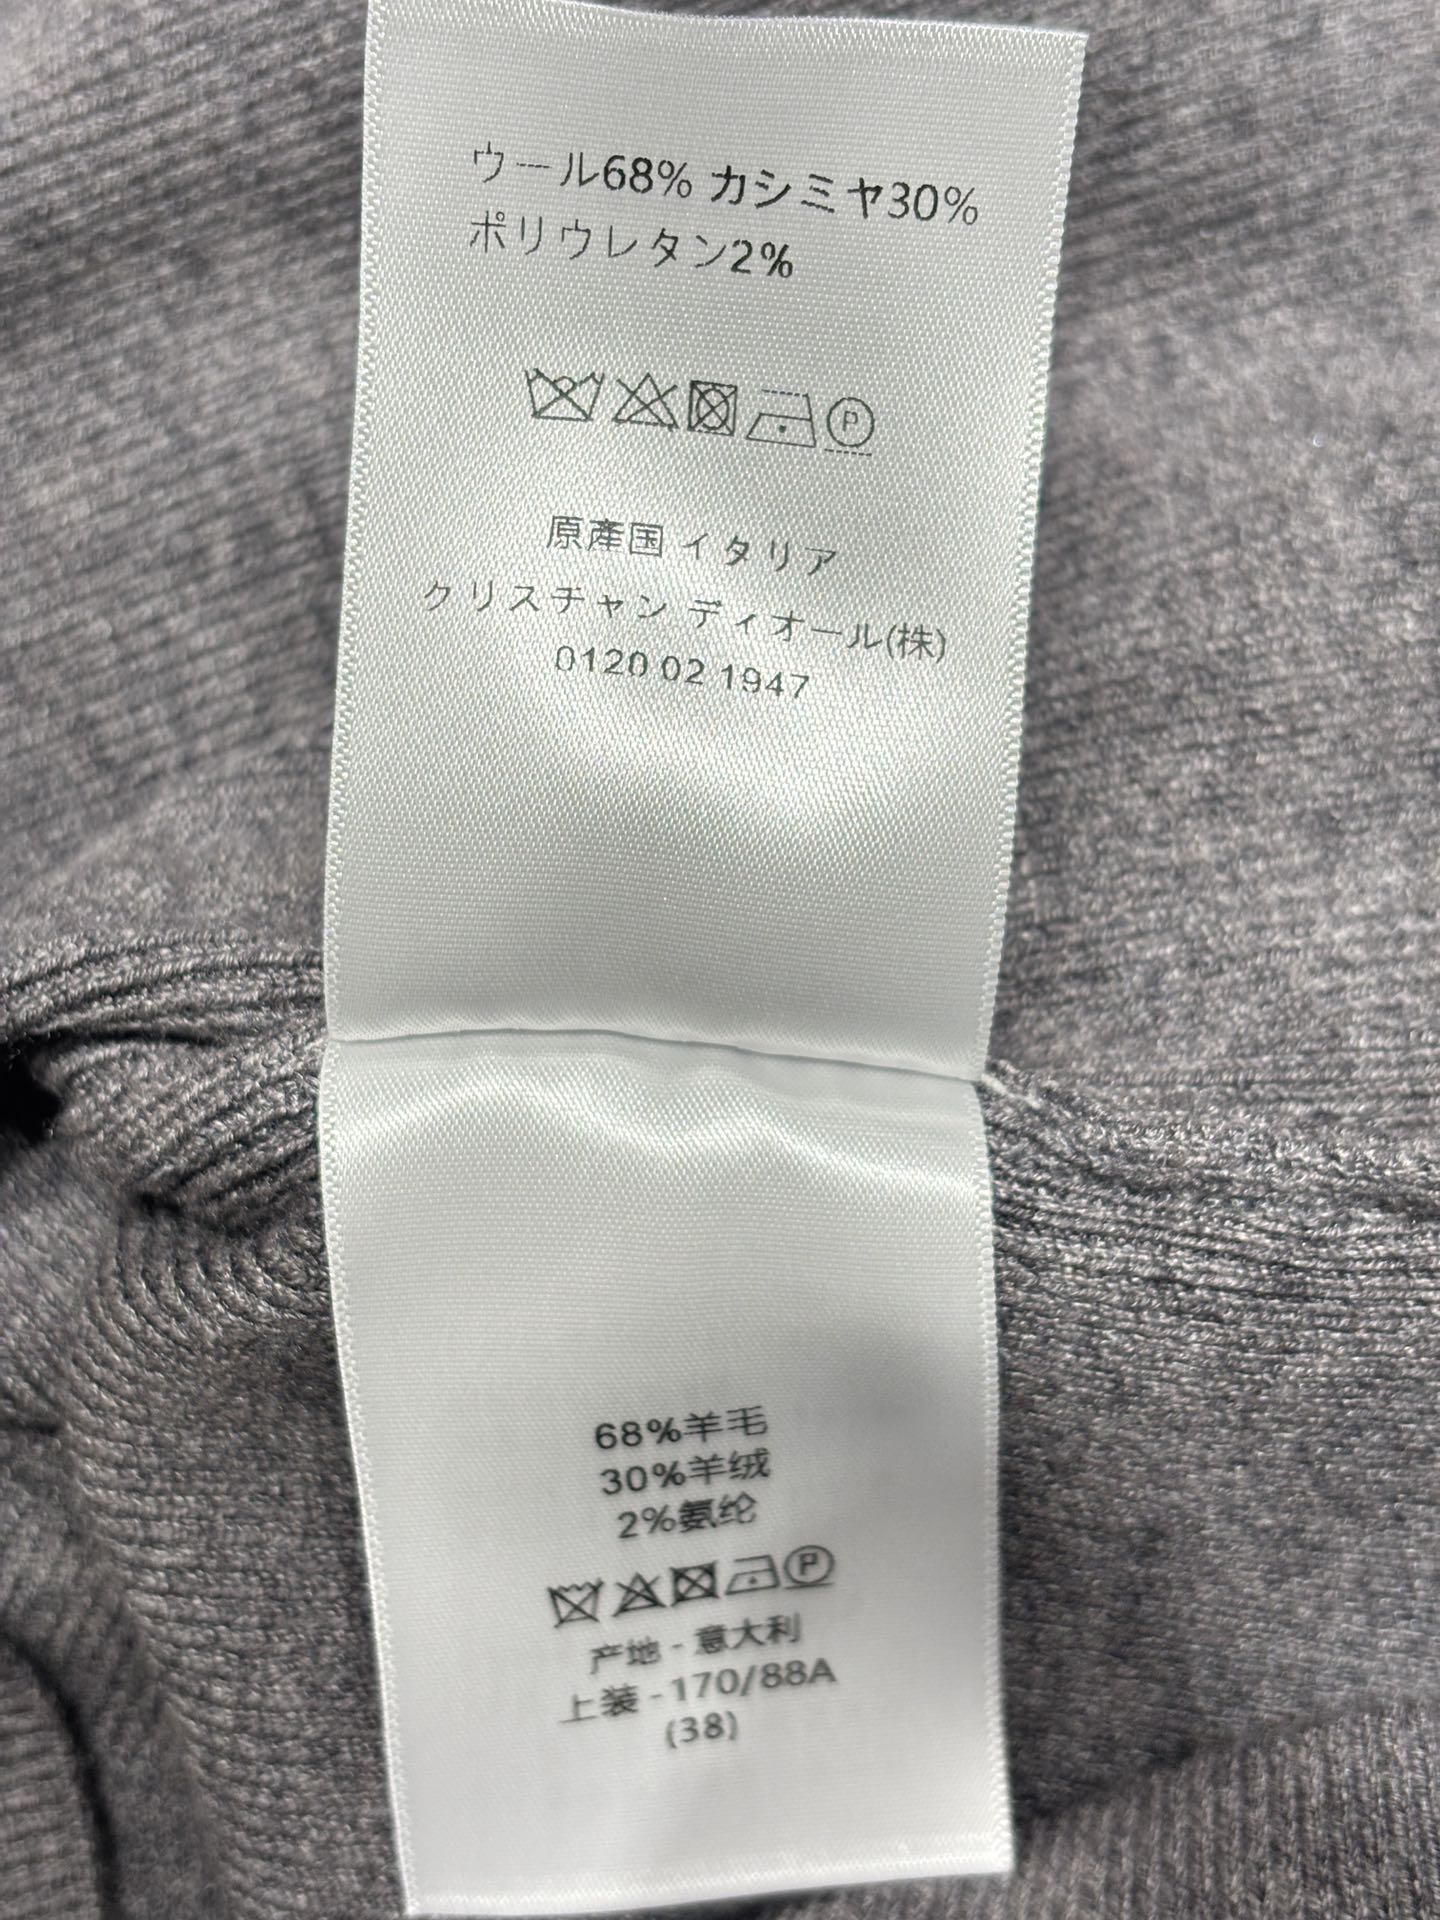 ウール68% カシミヤ30%
ポリウレタン2%
P
原産国 イタリア
クリスチャン ディオール(株)
0120 02 1947
68%羊毛
30%羊绒
2%氨纶
P
产地 - 意大利
上装 - 170/88A
(38)